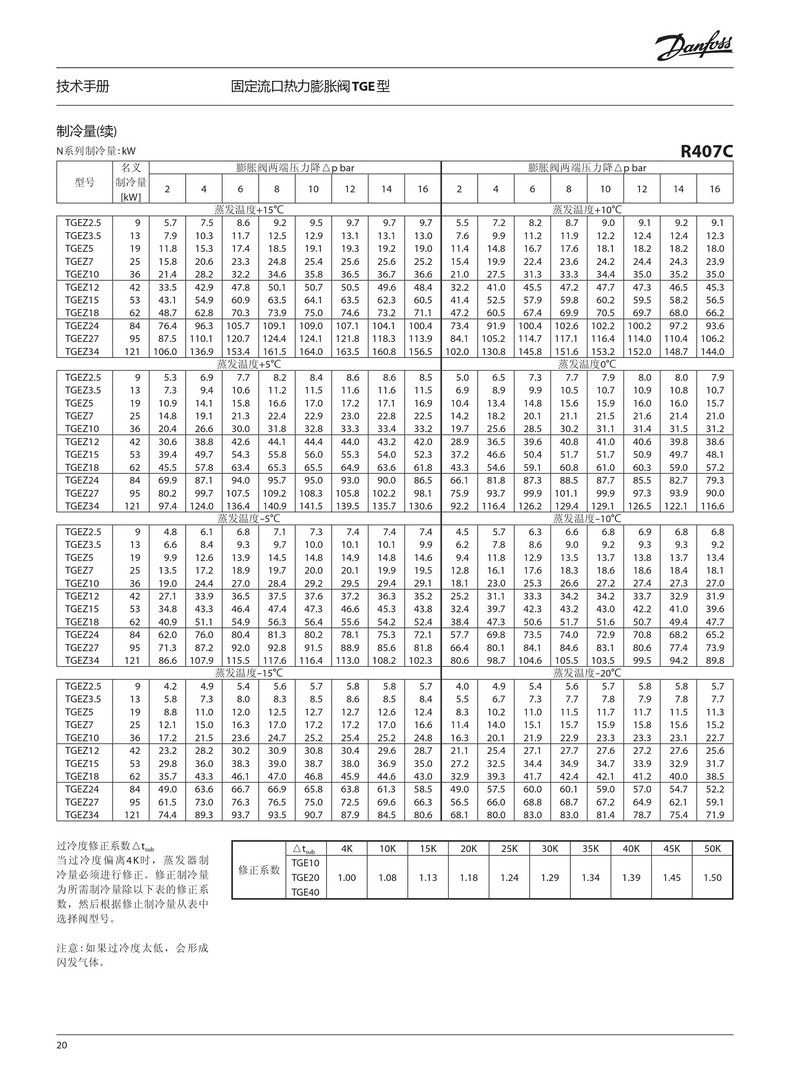 Danfoss
技术手册 固定流口热力膨胀阀TGE型
制冷量(续)
N系列制冷量:kW R407C
型号 名义制冷量[kW] 膨胀阀两端压力降△p bar 膨胀阀两端压力降△p bar
2 4 6 8 10 12 14 16 2 4 6 8 10 12 14 16
蒸发温度+15℃ 蒸发温度+10℃
TGEZ2.5 9 5.7 7.5 8.6 9.2 9.5 9.7 9.7 9.7 5.5 7.2 8.2 8.7 9.0 9.1 9.2 9.1
TGEZ3.5 13 7.9 10.3 11.7 12.5 12.9 13.1 13.1 13.0 7.6 9.9 11.2 11.9 12.2 12.4 12.4 12.3
TGEZ5 19 11.8 15.3 17.4 18.5 19.1 19.3 19.2 19.0 11.4 14.8 16.7 17.6 18.1 18.2 18.2 18.0
TGEZ7 25 15.8 20.6 23.3 24.8 25.4 25.6 25.6 25.2 15.4 19.9 22.4 23.6 24.2 24.4 24.3 23.9
TGEZ10 36 21.4 28.2 32.2 34.6 35.8 36.5 36.7 36.6 21.0 27.5 31.3 33.3 34.4 35.0 35.2 35.0
TGEZ12 42 33.5 42.9 47.8 50.1 50.7 50.5 49.6 48.4 32.2 41.0 45.5 47.2 47.7 47.3 46.5 45.3
TGEZ15 53 43.1 54.9 60.9 63.5 64.1 63.5 62.3 60.5 41.4 52.5 57.9 59.8 60.2 59.5 58.2 56.5
TGEZ18 62 48.7 62.8 70.3 73.9 75.0 74.6 73.2 71.1 47.2 60.5 67.4 69.9 70.5 69.7 68.0 66.2
TGEZ24 84 76.4 96.3 105.7 109.1 109.0 107.1 104.1 100.4 73.4 91.9 100.4 102.6 102.2 100.2 97.2 93.6
TGEZ27 95 87.5 110.1 120.7 124.4 124.1 121.8 118.3 113.9 84.1 105.2 114.7 117.1 116.4 114.0 110.4 106.2
TGEZ34 121 106.0 136.9 153.4 161.5 164.0 163.5 160.8 156.5 102.0 130.8 145.8 151.6 153.2 152.0 148.7 144.0
蒸发温度+5℃ 蒸发温度0℃
TGEZ2.5 9 5.3 6.9 7.7 8.2 8.4 8.6 8.6 8.5 5.0 6.5 7.3 7.7 7.9 8.0 8.0 7.9
TGEZ3.5 13 7.3 9.4 10.6 11.2 11.5 11.6 11.6 11.5 6.9 8.9 9.9 10.5 10.7 10.9 10.8 10.7
TGEZ5 19 10.9 14.1 15.8 16.6 17.0 17.2 17.1 16.9 10.4 13.4 14.8 15.6 15.9 16.0 16.0 15.7
TGEZ7 25 14.8 19.1 21.3 22.4 22.9 23.0 22.8 22.5 14.2 18.2 20.1 21.1 21.5 21.6 21.4 21.0
TGEZ10 36 20.4 26.6 30.0 31.8 32.8 33.3 33.4 33.2 19.7 25.6 28.5 30.2 31.1 31.4 31.5 31.2
TGEZ12 42 30.6 38.8 42.6 44.1 44.4 44.0 43.2 42.0 28.9 36.5 39.6 40.8 41.0 40.6 39.8 38.6
TGEZ15 53 39.4 49.7 54.3 55.8 56.0 55.3 54.0 52.3 37.2 46.6 50.4 51.7 51.7 50.9 49.7 48.1
TGEZ18 62 45.5 57.8 63.4 65.3 65.5 64.9 63.6 61.8 43.3 54.6 59.1 60.8 61.0 60.3 59.0 57.2
TGEZ24 84 69.9 87.1 94.0 95.7 95.0 93.0 90.0 86.5 66.1 81.8 87.3 88.5 87.7 85.5 82.7 79.3
TGEZ27 95 80.2 99.7 107.5 109.2 108.3 105.8 102.2 98.1 75.9 93.7 99.9 101.1 99.9 97.3 93.9 90.0
TGEZ34 121 97.4 124.0 136.4 140.9 141.5 139.5 135.7 130.6 92.2 116.4 126.2 129.4 129.1 126.5 122.1 116.6
蒸发温度–5℃ 蒸发温度–10℃
TGEZ2.5 9 4.8 6.1 6.8 7.1 7.3 7.4 7.4 7.4 4.5 5.7 6.3 6.6 6.8 6.9 6.8 6.8
TGEZ3.5 13 6.6 8.4 9.3 9.7 10.0 10.1 10.1 9.9 6.2 7.8 8.6 9.0 9.2 9.3 9.3 9.2
TGEZ5 19 9.9 12.6 13.9 14.5 14.8 14.9 14.8 14.6 9.4 11.8 12.9 13.5 13.7 13.8 13.7 13.4
TGEZ7 25 13.5 17.2 18.9 19.7 20.0 20.1 19.9 19.5 12.8 16.1 17.6 18.3 18.6 18.6 18.4 18.1
TGEZ10 36 19.0 24.4 27.0 28.4 29.2 29.5 29.4 29.1 18.1 23.0 25.3 26.6 27.2 27.4 27.3 27.0
TGEZ12 42 27.1 33.9 36.5 37.5 37.6 37.2 36.3 35.2 25.2 31.1 33.3 34.2 34.2 33.7 32.9 31.9
TGEZ15 53 34.8 43.3 46.4 47.4 47.3 46.6 45.3 43.8 32.4 39.7 42.3 43.2 43.0 42.2 41.0 39.6
TGEZ18 62 40.9 51.1 54.9 56.3 56.4 55.6 54.2 52.4 38.4 47.3 50.6 51.7 51.6 50.7 49.4 47.7
TGEZ24 84 62.0 76.0 80.4 81.3 80.2 78.1 75.3 72.1 57.7 69.8 73.5 74.0 72.9 70.8 68.2 65.2
TGEZ27 95 71.3 87.2 92.0 92.8 91.5 88.9 85.6 81.8 66.4 80.1 84.1 84.6 83.1 80.6 77.4 73.9
TGEZ34 121 86.6 107.9 115.5 117.6 116.4 113.0 108.2 102.3 80.6 98.7 104.6 105.5 103.5 99.5 94.2 89.8
蒸发温度–15℃ 蒸发温度–20℃
TGEZ2.5 9 4.2 4.9 5.4 5.6 5.7 5.8 5.8 5.7 4.0 4.9 5.4 5.6 5.7 5.8 5.8 5.7
TGEZ3.5 13 5.8 7.3 8.0 8.3 8.5 8.6 8.5 8.4 5.5 6.7 7.3 7.7 7.8 7.9 7.8 7.7
TGEZ5 19 8.8 11.0 12.0 12.5 12.7 12.7 12.6 12.4 8.3 10.2 11.0 11.5 11.7 11.7 11.5 11.3
TGEZ7 25 12.1 15.0 16.3 17.0 17.2 17.2 17.0 16.6 11.4 14.0 15.1 15.7 15.9 15.8 15.6 15.2
TGEZ10 36 17.2 21.5 23.6 24.7 25.2 25.4 25.2 24.8 16.3 20.1 21.9 22.9 23.3 23.3 23.1 22.7
TGEZ12 42 23.2 28.2 30.2 30.9 30.8 30.4 29.6 28.7 21.1 25.4 27.1 27.7 27.6 27.2 27.6 25.6
TGEZ15 53 29.8 36.0 38.3 39.0 38.7 38.0 36.9 35.0 27.2 32.5 34.4 34.9 34.7 33.9 32.9 31.7
TGEZ18 62 35.7 43.3 46.1 47.0 46.8 45.9 44.6 43.0 32.9 39.3 41.7 42.4 42.1 41.2 40.0 38.5
TGEZ24 84 49.0 63.6 66.7 66.9 65.8 63.8 61.3 58.5 49.0 57.5 60.0 60.1 59.0 57.0 54.7 52.2
TGEZ27 95 61.5 73.0 76.3 76.5 75.0 72.5 69.6 66.3 56.5 66.0 68.8 68.7 67.2 64.9 62.1 59.1
TGEZ34 121 74.4 89.3 93.7 93.5 90.7 87.9 84.5 80.6 68.1 80.0 83.0 83.0 81.4 78.7 75.4 71.9
过冷度修正系数△tsub
当过冷度偏离4K时，蒸发器制
冷量必须进行修正。修正制冷量
为所需制冷量除以下表的修正系
数，然后根据修止制冷量从表中
选择阀型号。
注意:如果过冷度太低，会形成
闪发气体。
修正系数 △tsub 4K 10K 15K 20K 25K 30K 35K 40K 45K 50K
TGE10
TGE20 1.00 1.08 1.13 1.18 1.24 1.29 1.34 1.39 1.45 1.50
TGE40
20